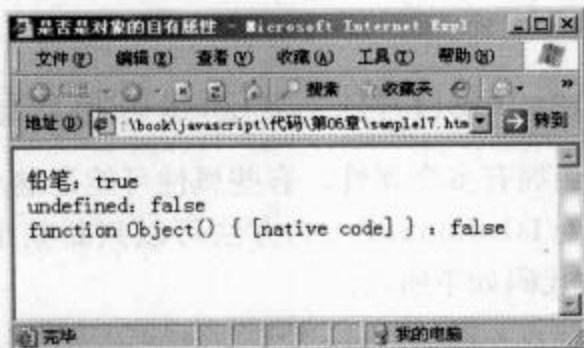 是否是对象的自有属性 - Microsoft Internet Expl
文件(F) 编辑(E) 查看(V) 收藏(A) 工具(T) 帮助(H)
搜索 收藏夹 »
地址(D) :\book\javascript\代码\第06章\sample17.htm 转到
铅笔：true
undefined：false
function Object() { [native code] } ：false
完毕 我的电脑